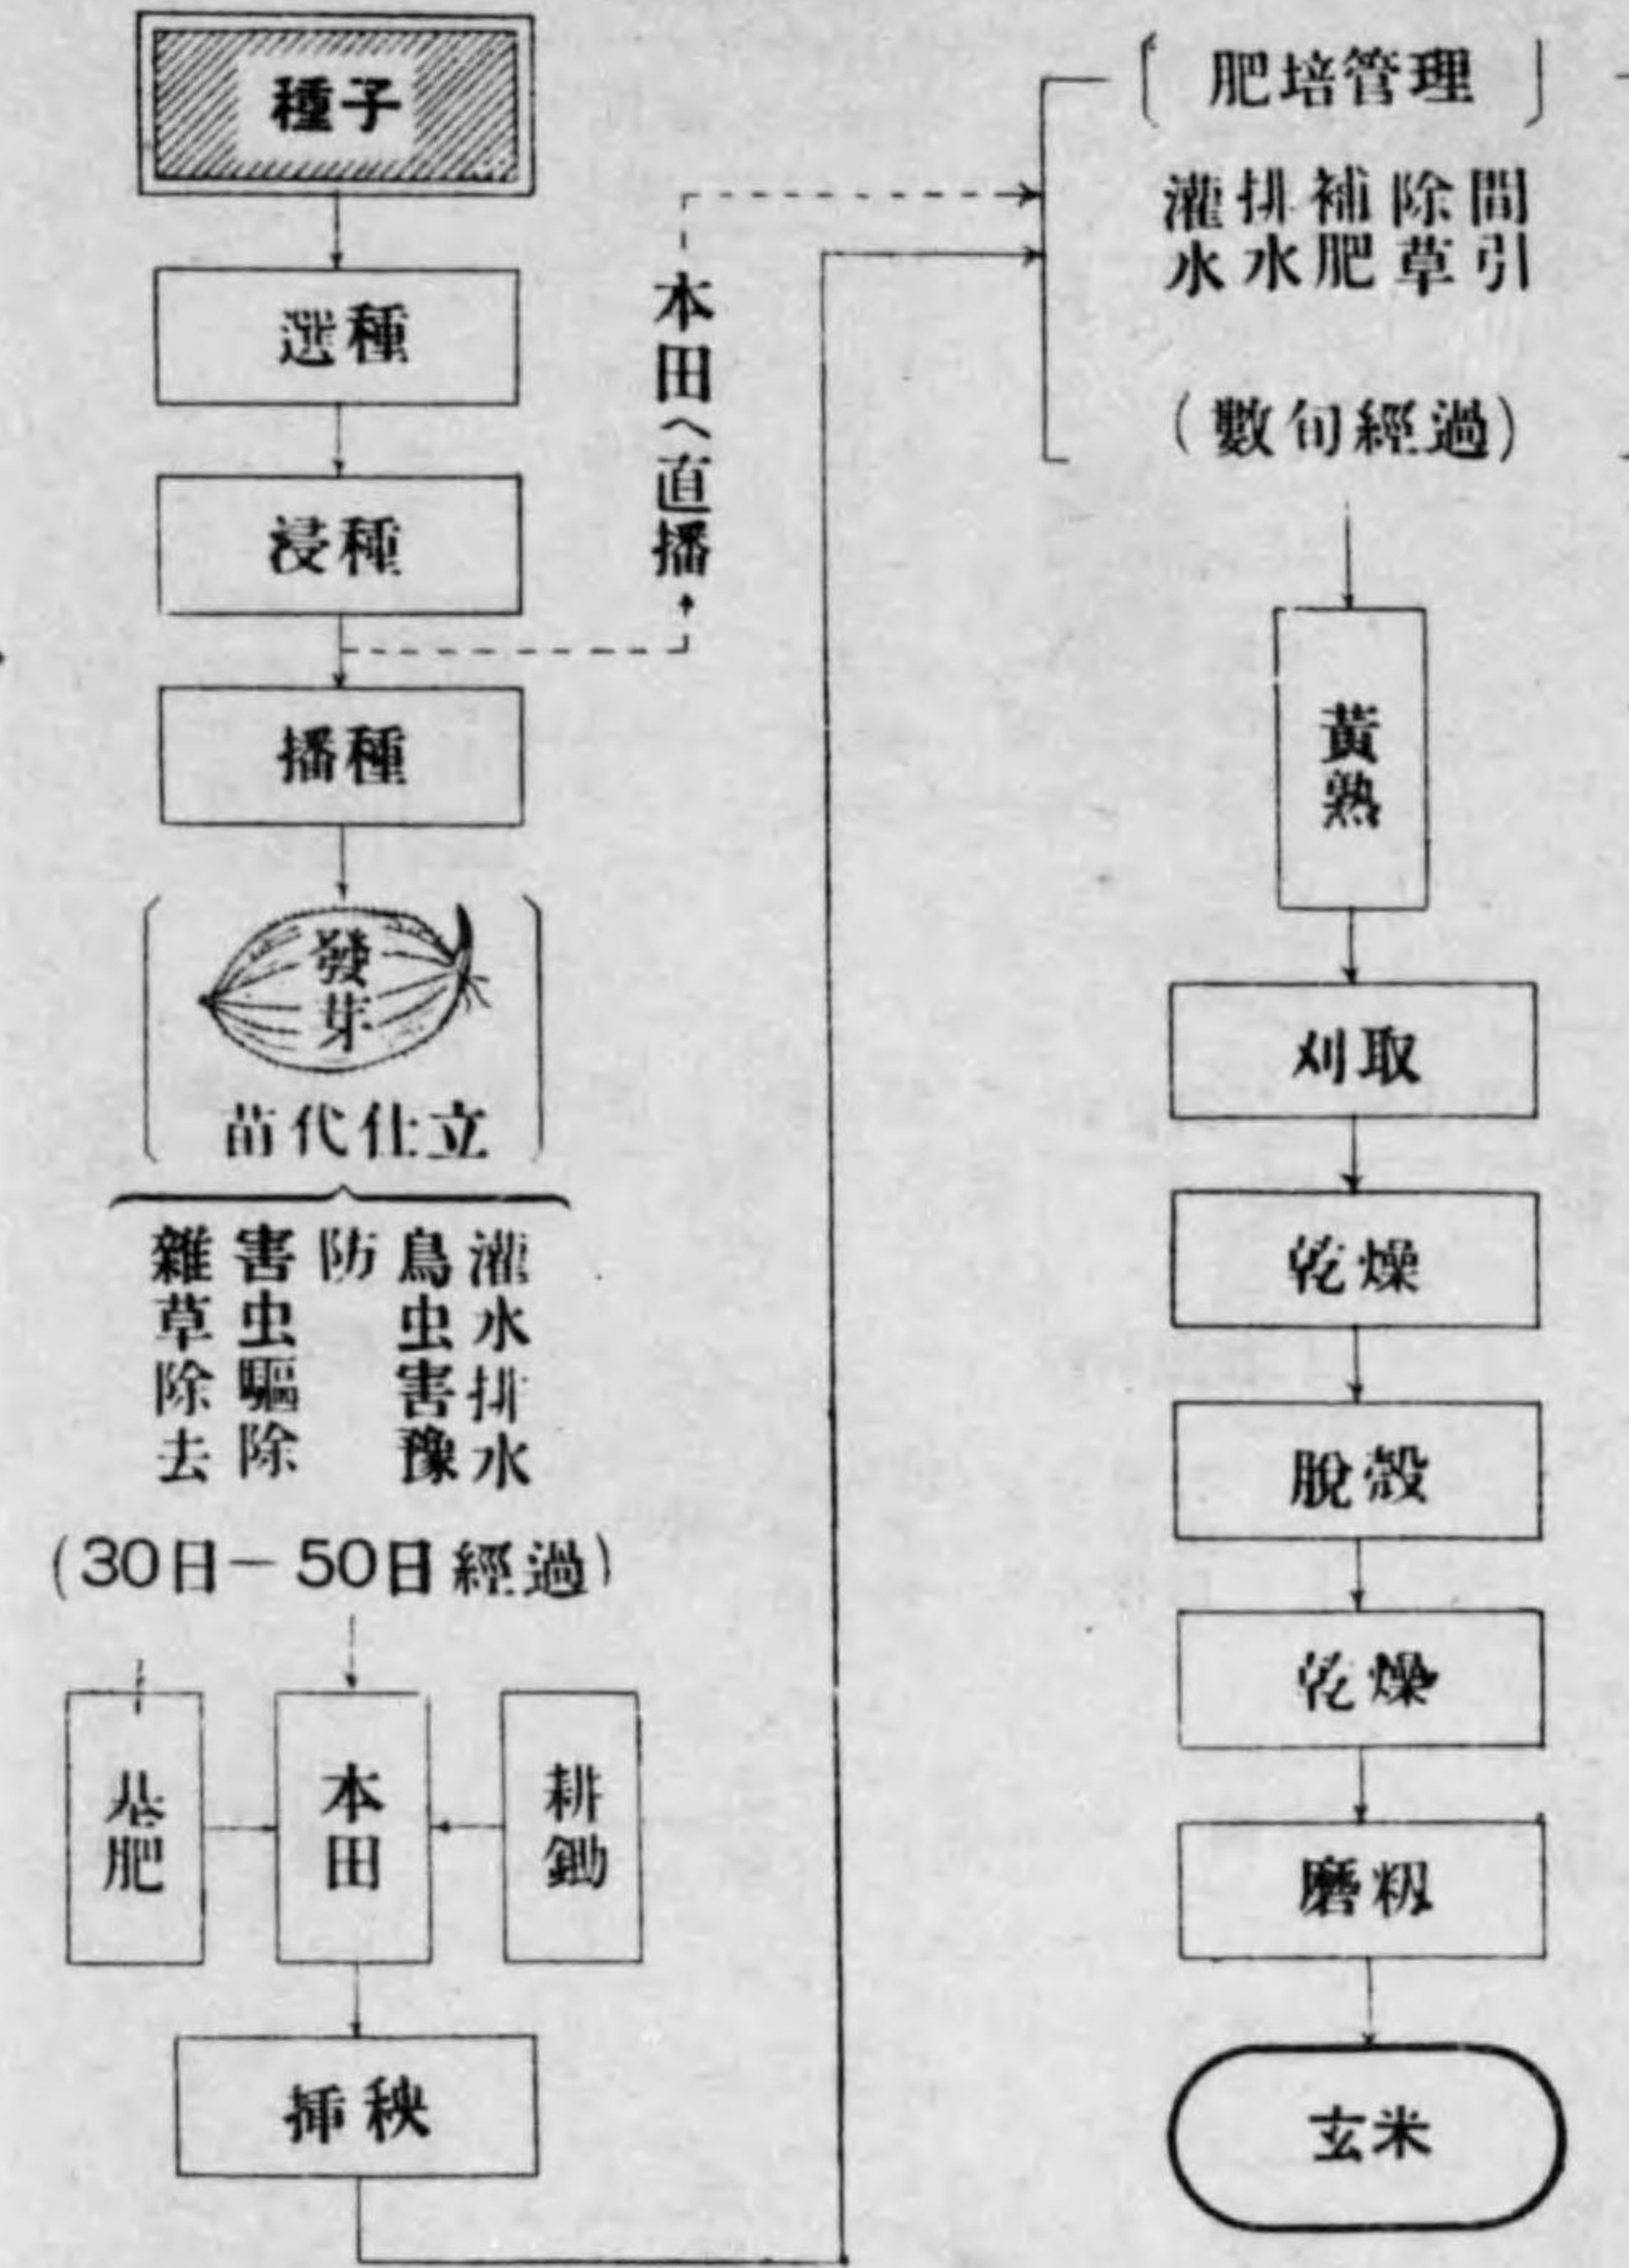 種子
選種
浸種
本田へ直播
播種
發芽
苗代仕立
灌水排水
鳥虫害豫
防
害虫驅除
雜草除去
(30日－50日經過)
基肥
本田
耕鋤
揷秧
〔肥培管理〕
間引
除草
補肥
排水
灌水
(數旬經過)
黃熟
刈取
乾燥
脫殼
乾燥
磨籾
玄米